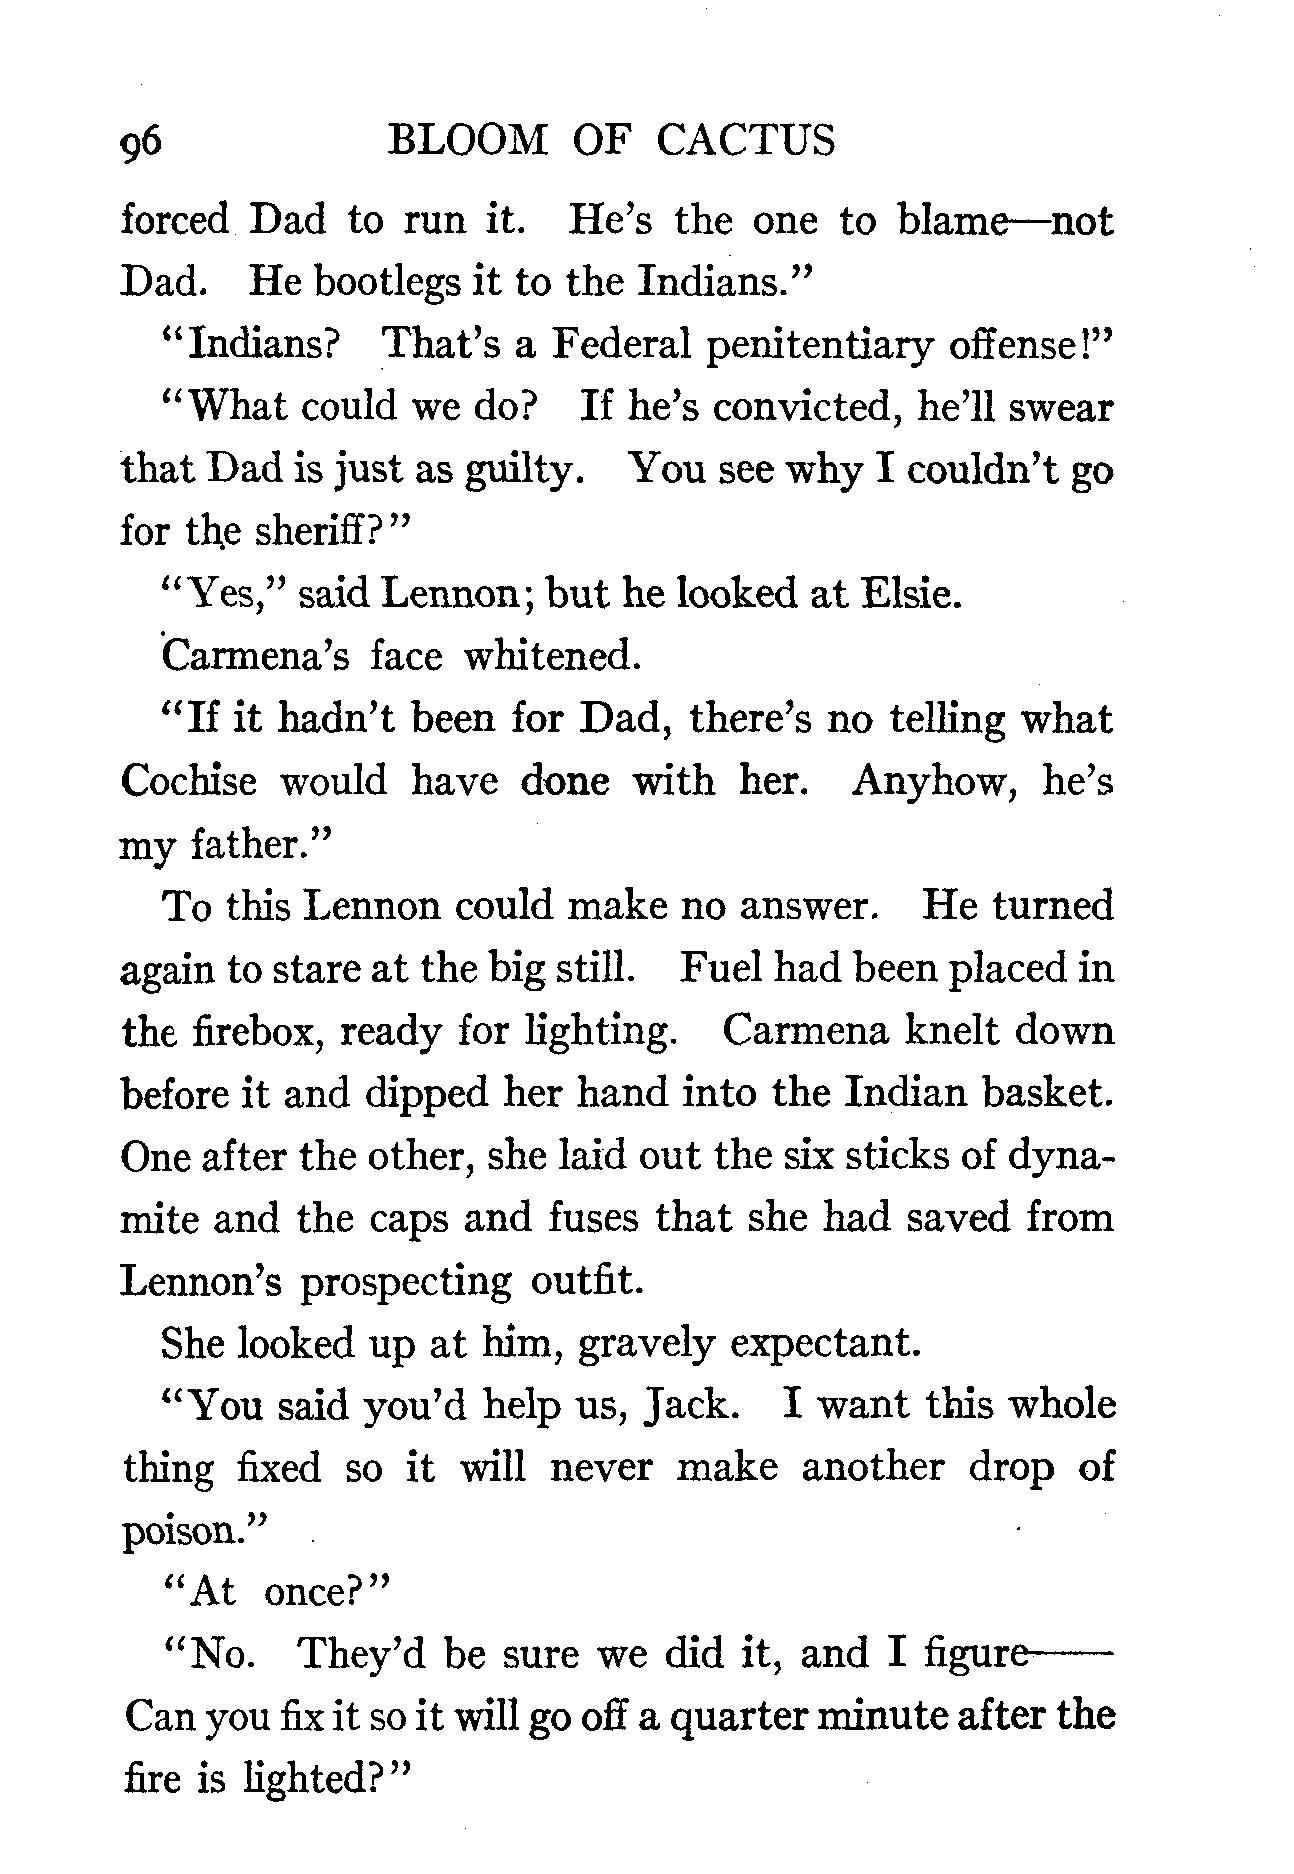 96 BLOOM OF CACTUS
forced Dad to run it. He's the one to blame—not
Dad. He bootlegs it to the Indians."
"Indians? That's a Federal penitentiary offense!"
"What could we do? If he's convicted, he'll swear
that Dad is just as guilty. You see why I couldn't go
for the sheriff?"
"Yes," said Lennon; but he looked at Elsie.
Carmena's face whitened.
"If it hadn't been for Dad, there's no telling what
Cochise would have done with her. Anyhow, he's
my father."
To this Lennon could make no answer. He turned
again to stare at the big still. Fuel had been placed in
the firebox, ready for lighting. Carmena knelt down
before it and dipped her hand into the Indian basket.
One after the other, she laid out the six sticks of dyna-
mite and the caps and fuses that she had saved from
Lennon's prospecting outfit.
She looked up at him, gravely expectant.
"You said you'd help us, Jack. I want this whole
thing fixed so it will never make another drop of
poison."
"At once?"
"No. They'd be sure we did it, and I figure——
Can you fix it so it will go off a quarter minute after the
fire is lighted?"